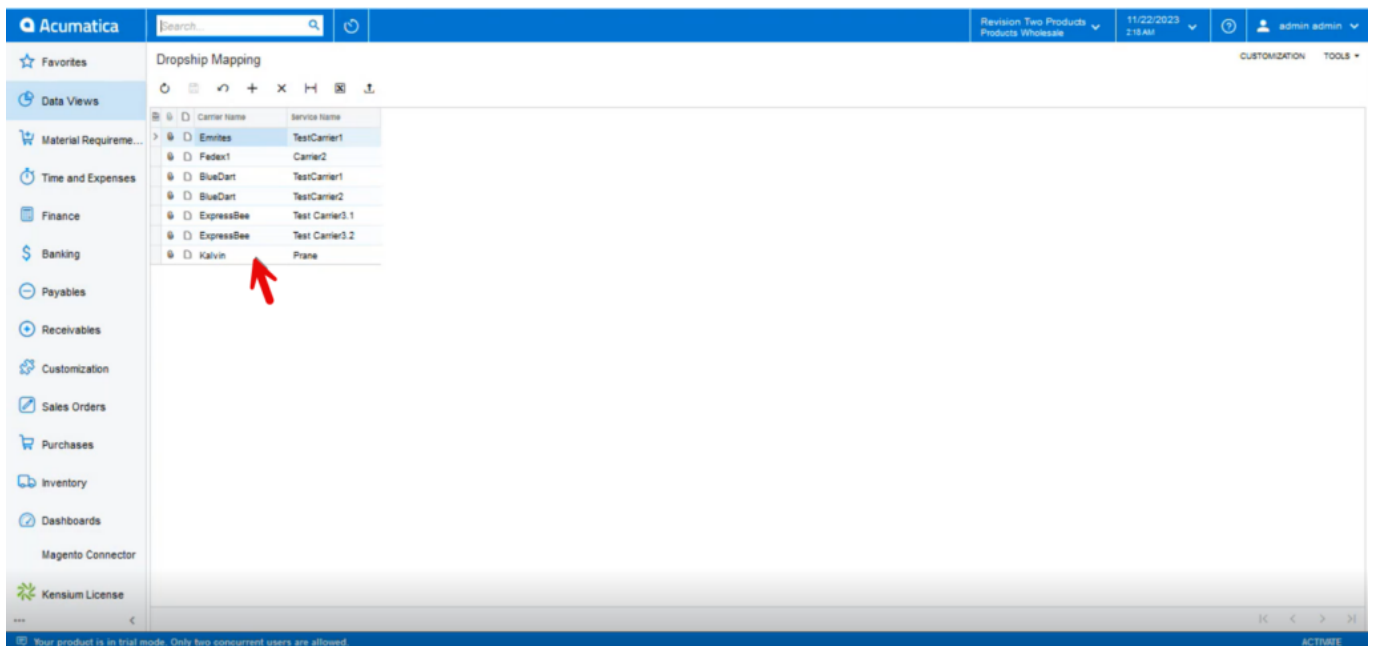 Acumatica
Search...
Revision Two Products
Products Wholesale
11/22/2023
2:18 AM
admin admin
Favorites
Dropship Mapping
CUSTOMIZATION TOOLS
Data Views
Carrier Name Service Name
Material Requireme...
Emrites TestCarrier1
Fedex1 Carrier2
Time and Expenses
BlueDart TestCarrier1
BlueDart TestCarrier2
Finance
ExpressBee Test Carrier3.1
ExpressBee Test Carrier3.2
Banking
Kalvin Prane
Payables
Receivables
Customization
Sales Orders
Purchases
Inventory
Dashboards
Magento Connector
Kensium License
...
Your product is in trial mode. Only two concurrent users are allowed.
ACTIVATE